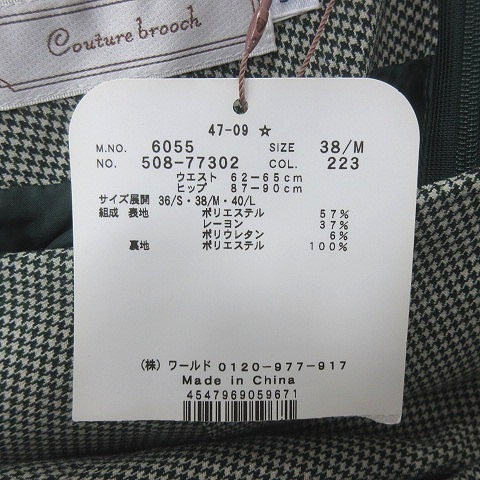 Couture brooch
47-09 ☆
M.NO. 6055 SIZE 38/M
NO. 508-77302 COL. 223
ウエスト 62-65cm
ヒップ 87-90cm
サイズ展開 36/S・38/M・40/L
組成 表地 ポリエステル 57%
レーヨン 37%
ポリウレタン 6%
裏地 ポリエステル 100%
(株) ワールド 0120-977-917
Made in China
4547969059671